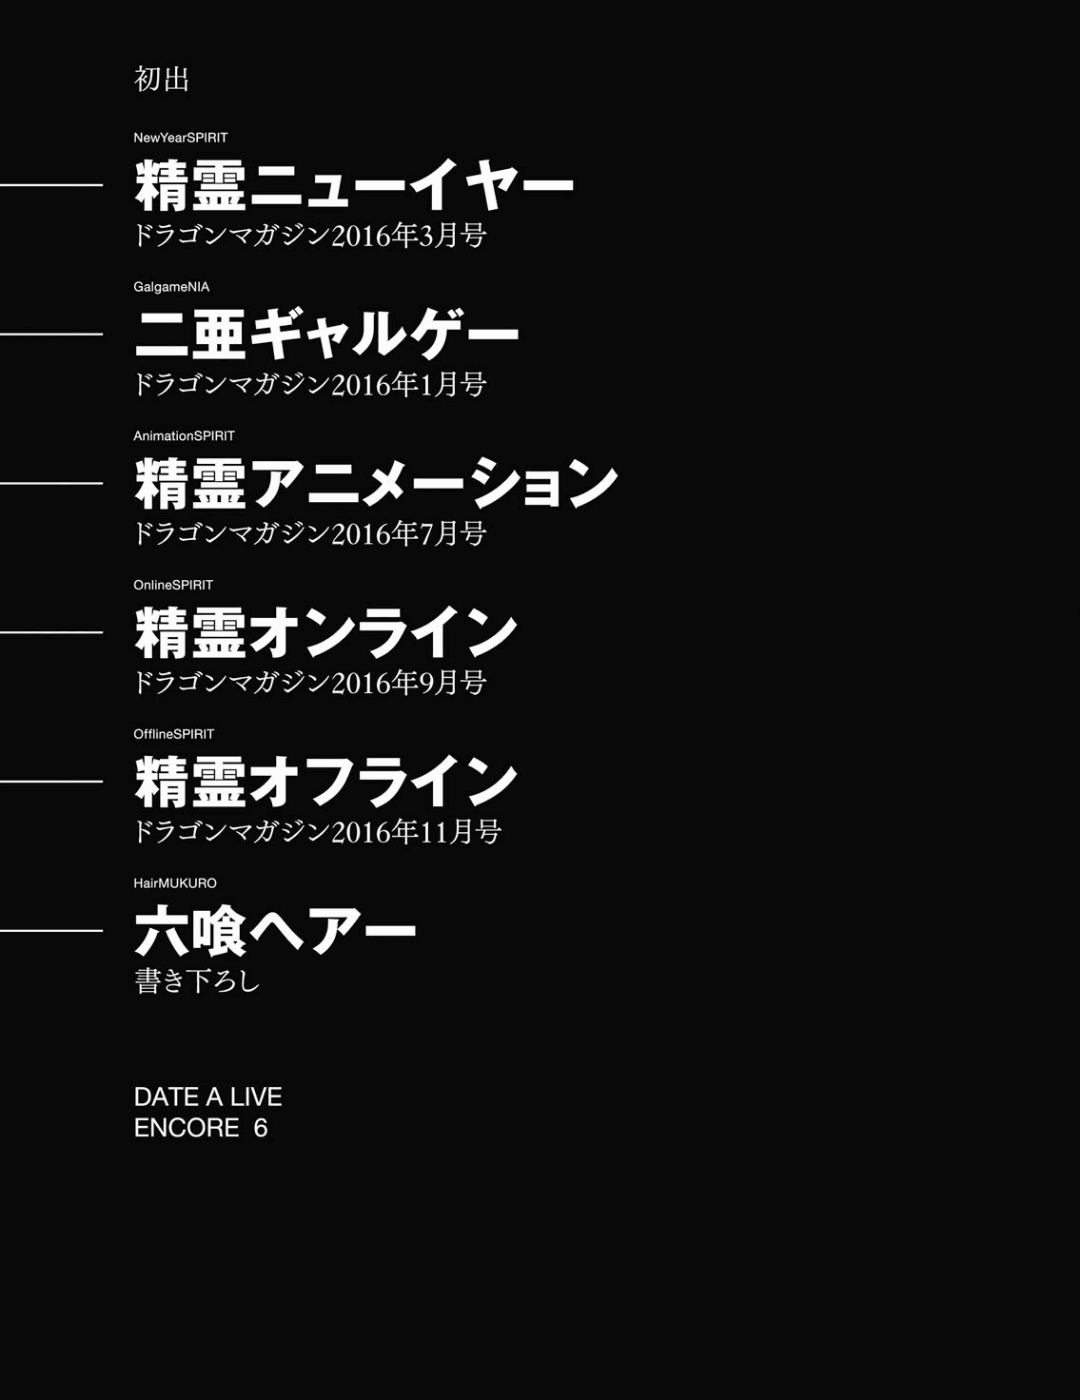 初出
NewYearSPIRIT
精霊ニューイヤー
ドラゴンマガジン2016年3月号
GalgameNIA
二亜ギャルゲー
ドラゴンマガジン2016年1月号
AnimationSPIRIT
精霊アニメーション
ドラゴンマガジン2016年7月号
OnlineSPIRIT
精霊オンライン
ドラゴンマガジン2016年9月号
OfflineSPIRIT
精霊オフライン
ドラゴンマガジン2016年11月号
HairMUKURO
六喰ヘアー
書き下ろし
DATE A LIVE
ENCORE 6